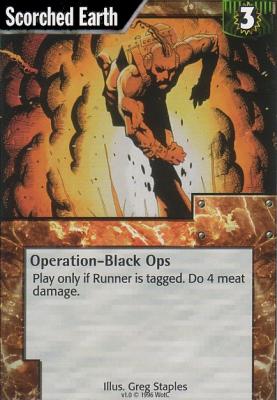 Scorched Earth
3
Operation-Black Ops
Play only if Runner is tagged. Do 4 meat
damage.
Illus. Greg Staples
v1.0 © 1996 WotC